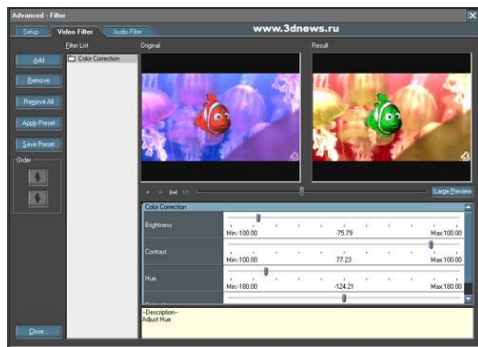 Advanced - Filter
Setup Video Filter Audio Filter www.3dnews.ru
Filter List Original Result
Add Color Correction
Remove
Remove All
Apply Preset
Save Preset
Order
1:1 Large Preview
Color Correction
Brightness
Min:-100.00 -75.79 Max:100.00
Contrast
Min:-100.00 77.23 Max:100.00
Hue
Min:-180.00 -124.21 Max:180.00
--Description--
Adjust Hue
Close...